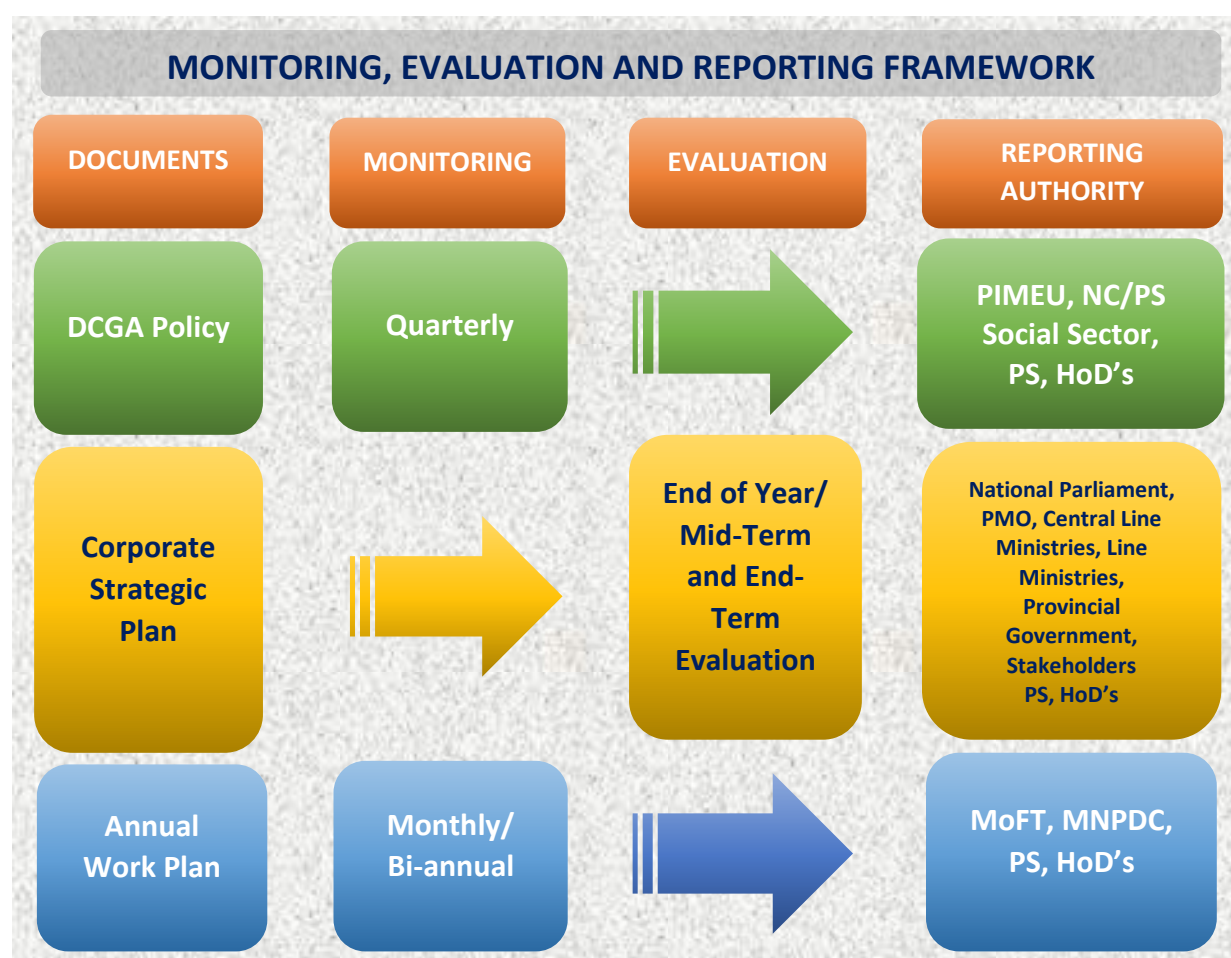 MONITORING, EVALUATION AND REPORTING FRAMEWORK
DOCUMENTS
MONITORING
EVALUATION
REPORTING
AUTHORITY
DCGA Policy
Quarterly
PIMEU, NC/PS
Social Sector,
PS, HoD’s
Corporate
Strategic
Plan
End of Year/
Mid-Term
and End-
Term
Evaluation
National Parliament,
PMO, Central Line
Ministries, Line
Ministries,
Provincial
Government,
Stakeholders
PS, HoD’s
Annual
Work Plan
Monthly/
Bi-annual
MoFT, MNPDC,
PS, HoD’s